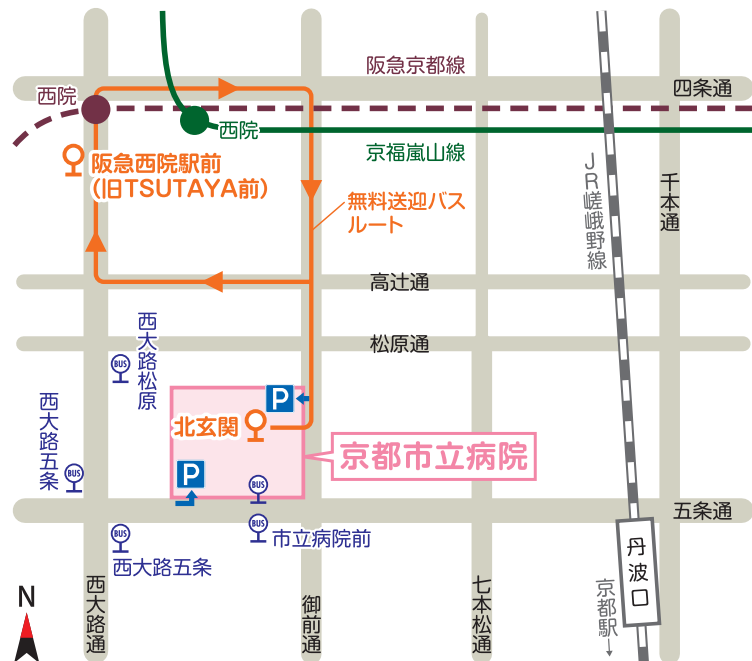 阪急京都線
四条通
西院
西院
京福嵐山線
阪急西院駅前
(旧TSUTAYA前)
無料送迎バス
ルート
JR嵯峨野線
千本通
高辻通
松原通
西大路松原
BUS
P
北玄関
京都市立病院
西大路五条
BUS
P
BUS
五条通
BUS
市立病院前
BUS
西大路五条
丹波口
京都駅
N
西大路通
御前通
七本松通